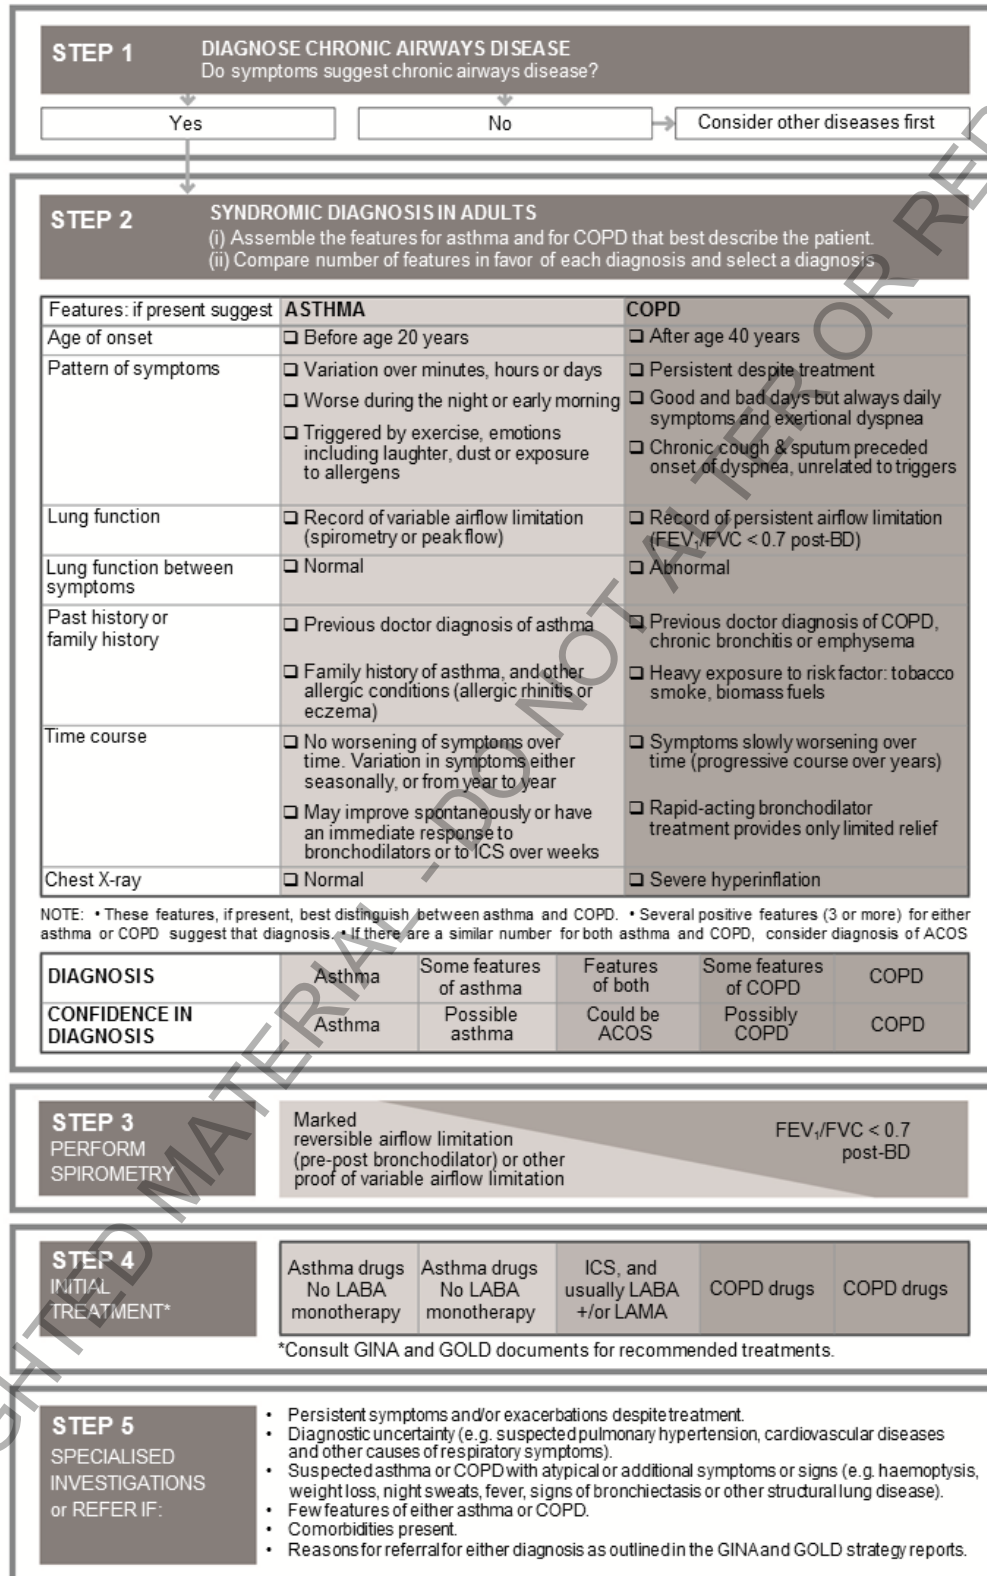 STEP 1
DIAGNOSE CHRONIC AIRWAYS DISEASE
Do symptoms suggest chronic airways disease?
Yes
No
Consider other diseases first
STEP 2
SYNDROMIC DIAGNOSIS IN ADULTS
(i) Assemble the features for asthma and for COPD that best describe the patient.
(ii) Compare number of features in favor of each diagnosis and select a diagnosis
Features: if present suggest
ASTHMA
COPD
Age of onset
❑ Before age 20 years
❑ After age 40 years
Pattern of symptoms
❑ Variation over minutes, hours or days
❑ Worse during the night or early morning
❑ Triggered by exercise, emotions
including laughter, dust or exposure
to allergens
❑ Persistent despite treatment
❑ Good and bad days but always daily
symptoms and exertional dyspnea
❑ Chronic cough & sputum preceded
onset of dyspnea, unrelated to triggers
Lung function
❑ Record of variable airflow limitation
(spirometry or peak flow)
❑ Record of persistent airflow limitation
(FEV₁/FVC < 0.7 post-BD)
Lung function between
symptoms
❑ Normal
❑ Abnormal
Past history or
family history
❑ Previous doctor diagnosis of asthma
❑ Family history of asthma, and other
allergic conditions (allergic rhinitis or
eczema)
❑ Previous doctor diagnosis of COPD,
chronic bronchitis or emphysema
❑ Heavy exposure to risk factor: tobacco
smoke, biomass fuels
Time course
❑ No worsening of symptoms over
time. Variation in symptoms either
seasonally, or from year to year
❑ May improve spontaneously or have
an immediate response to
bronchodilators or to ICS over weeks
❑ Symptoms slowly worsening over
time (progressive course over years)
❑ Rapid-acting bronchodilator
treatment provides only limited relief
Chest X-ray
❑ Normal
❑ Severe hyperinflation
NOTE: • These features, if present, best distinguish between asthma and COPD. • Several positive features (3 or more) for either
asthma or COPD suggest that diagnosis. • If there are a similar number for both asthma and COPD, consider diagnosis of ACOS
DIAGNOSIS
Asthma
Some features
of asthma
Features
of both
Some features
of COPD
COPD
CONFIDENCE IN
DIAGNOSIS
Asthma
Possible
asthma
Could be
ACOS
Possibly
COPD
COPD
STEP 3
PERFORM
SPIROMETRY
Marked
reversible airflow limitation
(pre-post bronchodilator) or other
proof of variable airflow limitation
FEV₁/FVC < 0.7
post-BD
STEP 4
INITIAL
TREATMENT*
Asthma drugs
No LABA
monotherapy
Asthma drugs
No LABA
monotherapy
ICS, and
usually LABA
+/or LAMA
COPD drugs
COPD drugs
*Consult GINA and GOLD documents for recommended treatments.
STEP 5
SPECIALISED
INVESTIGATIONS
or REFER IF:
• Persistent symptoms and/or exacerbations despite treatment.
• Diagnostic uncertainty (e.g. suspected pulmonary hypertension, cardiovascular diseases
and other causes of respiratory symptoms).
• Suspected asthma or COPD with atypical or additional symptoms or signs (e.g. haemoptysis,
weight loss, night sweats, fever, signs of bronchiectasis or other structural lung disease).
• Few features of either asthma or COPD.
• Comorbidities present.
• Reasons for referral for either diagnosis as outlined in the GINA and GOLD strategy reports.
MATERIAL - DO NOT ALTER OR